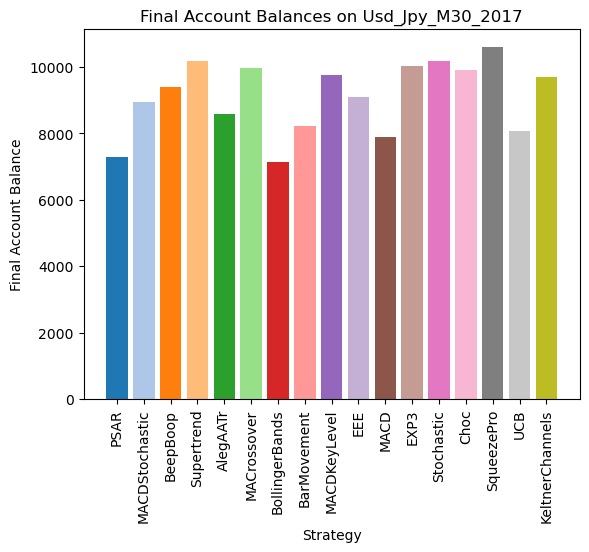 Final Account Balances on Usd_Jpy_M30_2017
Final Account Balance
10000
8000
6000
4000
2000
0
PSAR
MACDStochastic
BeepBoop
Supertrend
AlegAATr
MACrossover
BollingerBands
BarMovement
MACDKeyLevel
EEE
MACD
EXP3
Stochastic
Choc
SqueezePro
UCB
KeltnerChannels
Strategy